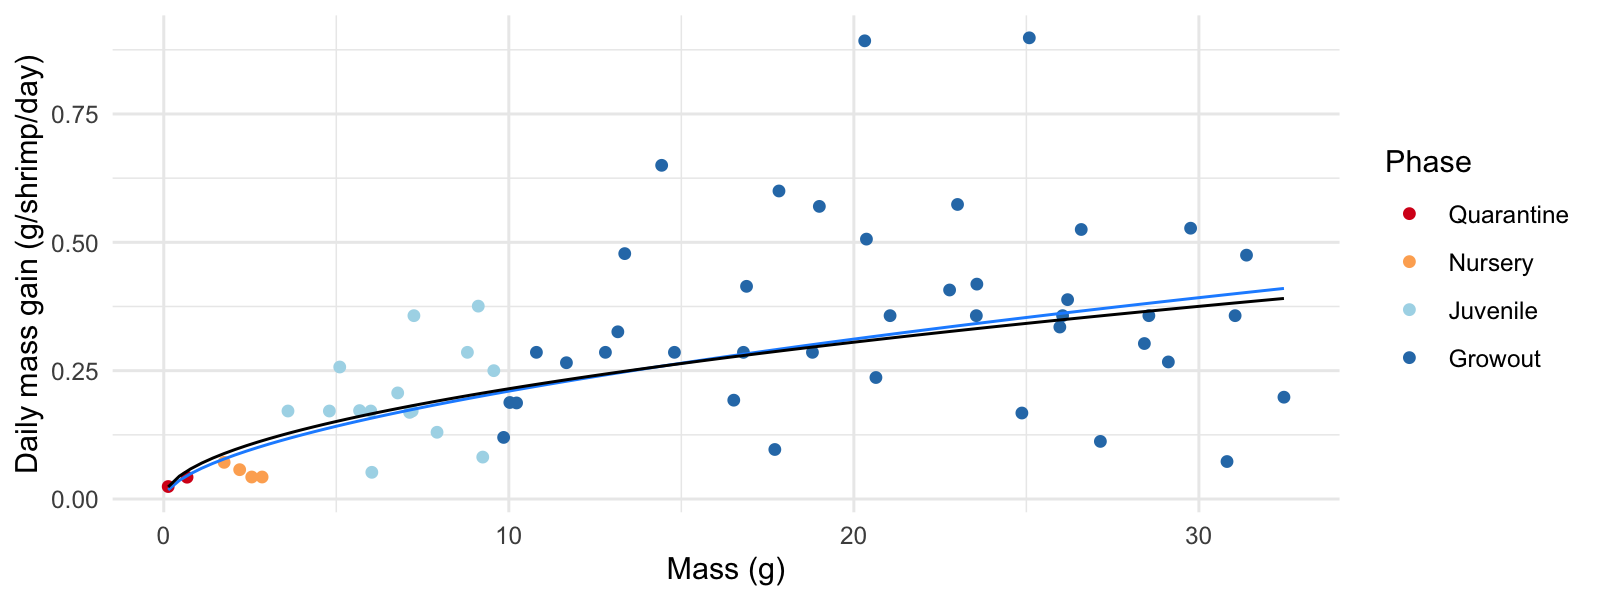 Daily mass gain (g/shrimp/day)
0.75
0.50
0.25
0.00
0
10
20
30
Mass (g)
Phase
Quarantine
Nursery
Juvenile
Growout